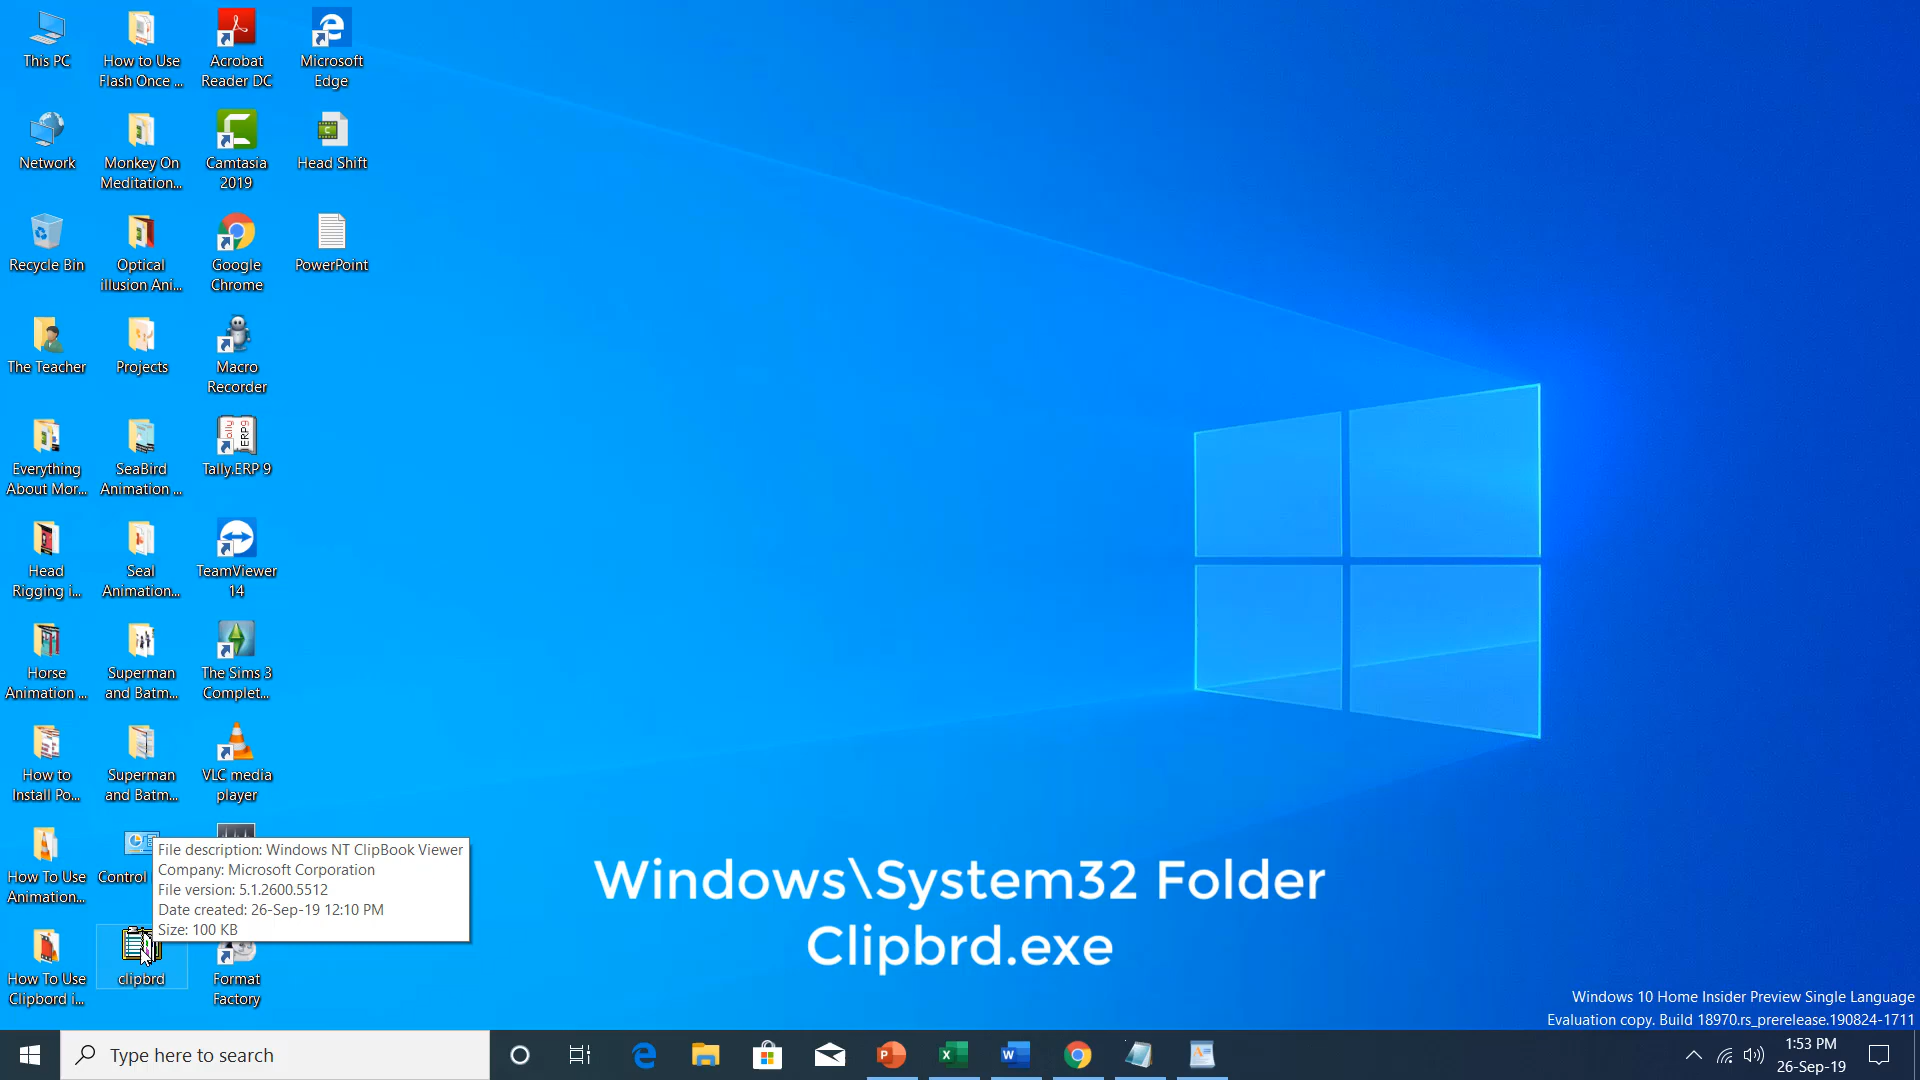 This PC
Network
Recycle Bin
The Teacher
Everything
About Mor...
Head
Rigging i...
Horse
Animation ...
How to
Install Po...
How To Use
Animation...
How To Use
Clipbord i...
How to Use
Flash Once ...
Monkey On
Meditation...
Optical
illusion Ani...
Projects
SeaBird
Animation ...
Seal
Animation...
Superman
and Batm...
Superman
and Batm...
Control
clipbrd
Acrobat
Reader DC
Camtasia
2019
Google
Chrome
Macro
Recorder
Tally.ERP 9
TeamViewer
14
The Sims 3
Complet...
VLC media
player
Format
Factory
Microsoft
Edge
Head Shift
PowerPoint
File description: Windows NT ClipBook Viewer
Company: Microsoft Corporation
File version: 5.1.2600.5512
Date created: 26-Sep-19 12:10 PM
Size: 100 KB
Windows\System32 Folder
Clipbrd.exe
Windows 10 Home Insider Preview Single Language
Evaluation copy. Build 18970.rs_prerelease.190824-1711
Type here to search
1:53 PM
26-Sep-19